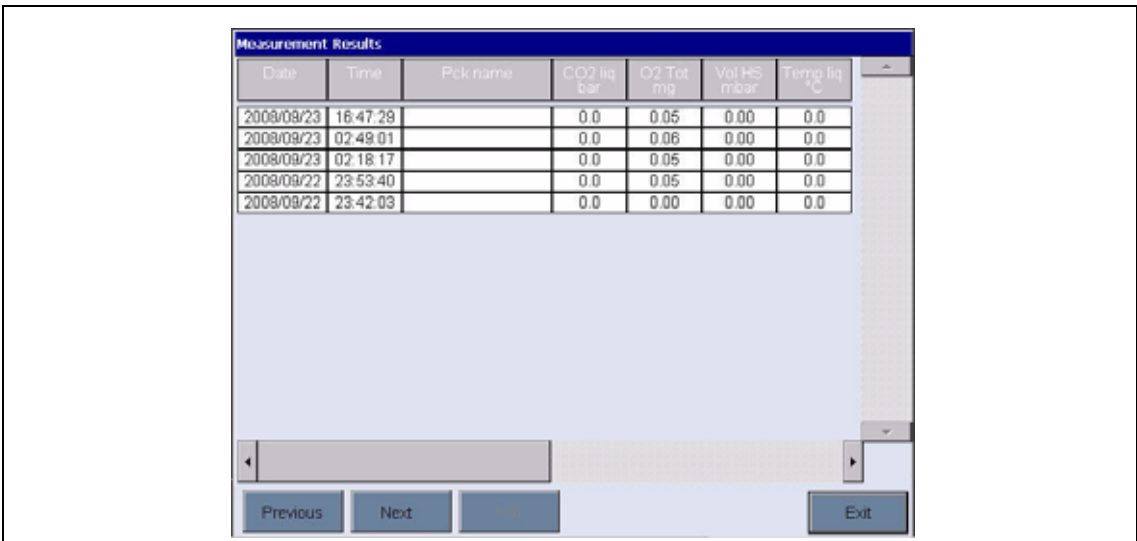 Measurement Results
Date Time Pck name CO2 liq O2 Tot Vol HS Temp liq
bar mg mbar °C
2008/09/23 16:47:29 0.0 0.05 0.00 0.0
2008/09/23 02:49:01 0.0 0.06 0.00 0.0
2008/09/23 02:18:17 0.0 0.05 0.00 0.0
2008/09/22 23:53:40 0.0 0.05 0.00 0.0
2008/09/22 23:42:03 0.0 0.00 0.00 0.0
Previous Next Exit